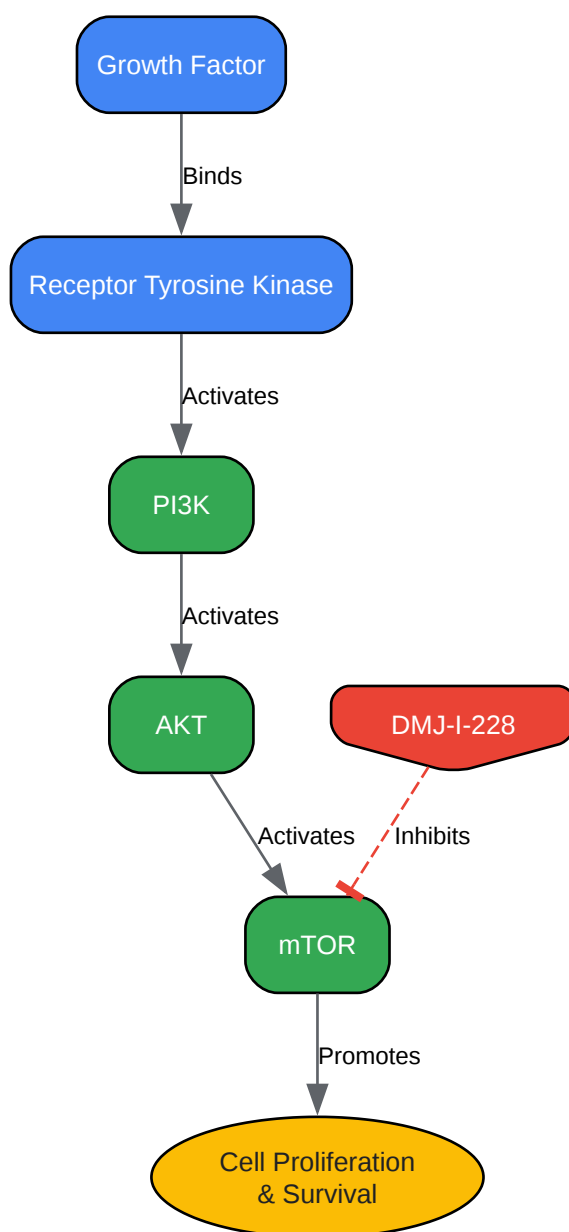 Growth Factor
Binds
Receptor Tyrosine Kinase
Activates
PI3K
Activates
AKT
DMJ-I-228
Activates
Inhibits
mTOR
Promotes
Cell Proliferation
& Survival